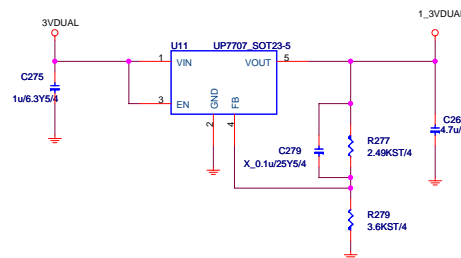 3VDUAL
1_3VDUAL
U11 UP7707_SOT23-5
1 VIN VOUT 5
C275
1u/6.3Y5/4
3 EN
GND
FB
2
4
C26
4.7u/
C279
X_0.1u/25Y5/4
R277
2.49KST/4
R279
3.6KST/4